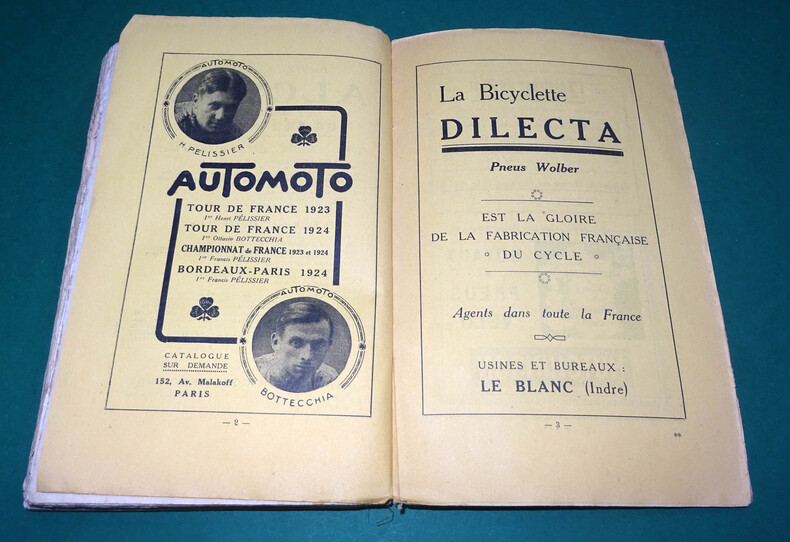 AUTOMOTO
H. PELISSIER
AUTOMOTO
TOUR DE FRANCE 1923
1er Henri PÉLISSIER
TOUR DE FRANCE 1924
1er Ottavio BOTTECCHIA
CHAMPIONNAT de FRANCE 1923 et 1924
1er Francis PÉLISSIER
BORDEAUX-PARIS 1924
1er Francis PÉLISSIER
AUTOMOTO
BOTTECCHIA
CATALOGUE
SUR DEMANDE
152, Av. Malakoff
PARIS
— 2 —
La Bicyclette
DILECTA
Pneus Wolber
EST LA GLOIRE
DE LA FABRICATION FRANÇAISE
DU CYCLE
Agents dans toute la France
USINES ET BUREAUX :
LE BLANC (Indre)
— 3 —
**